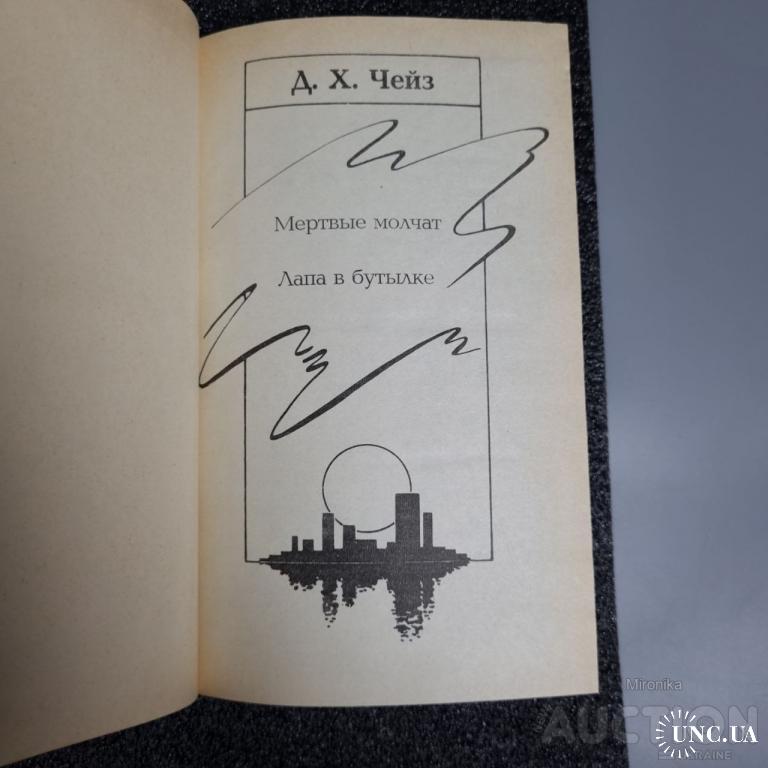 Д. Х. Чейз
Мертвые молчат
Лапа в бутылке
Mironika
AUCTION
UNC.UA
UKRAINE